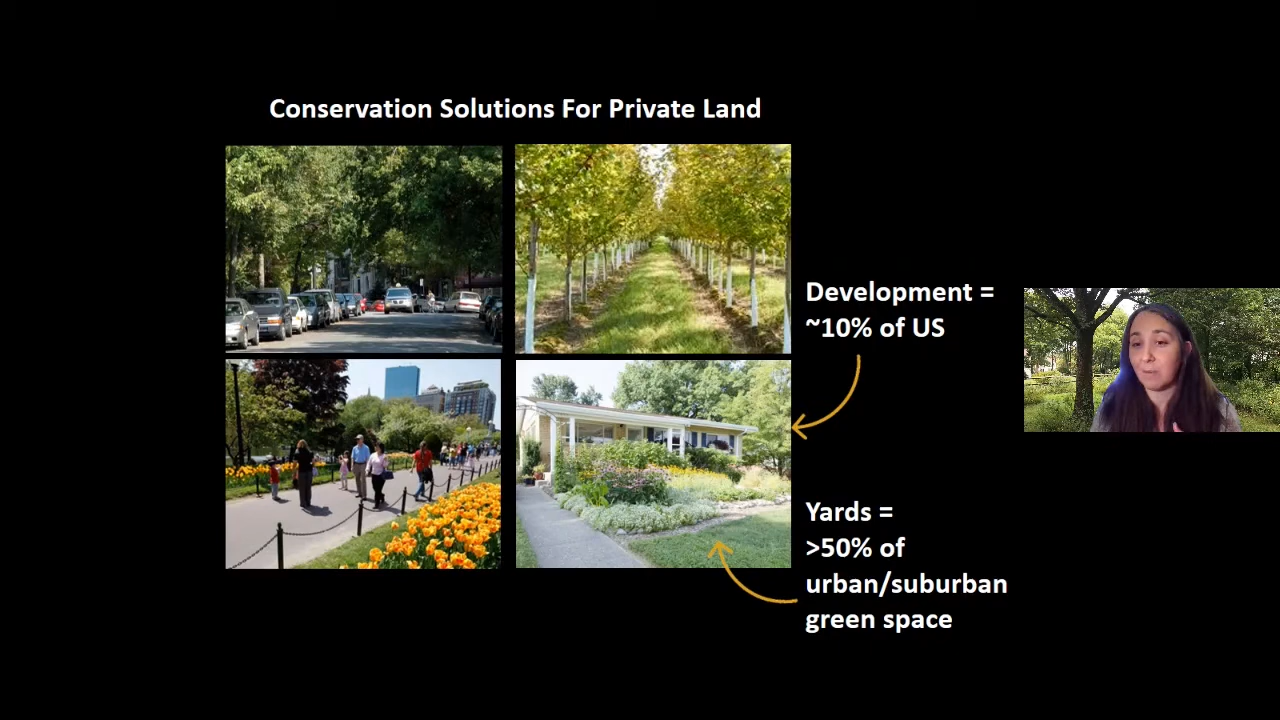 Conservation Solutions For Private Land
Development =
~10% of US
Yards =
>50% of
urban/suburban
green space